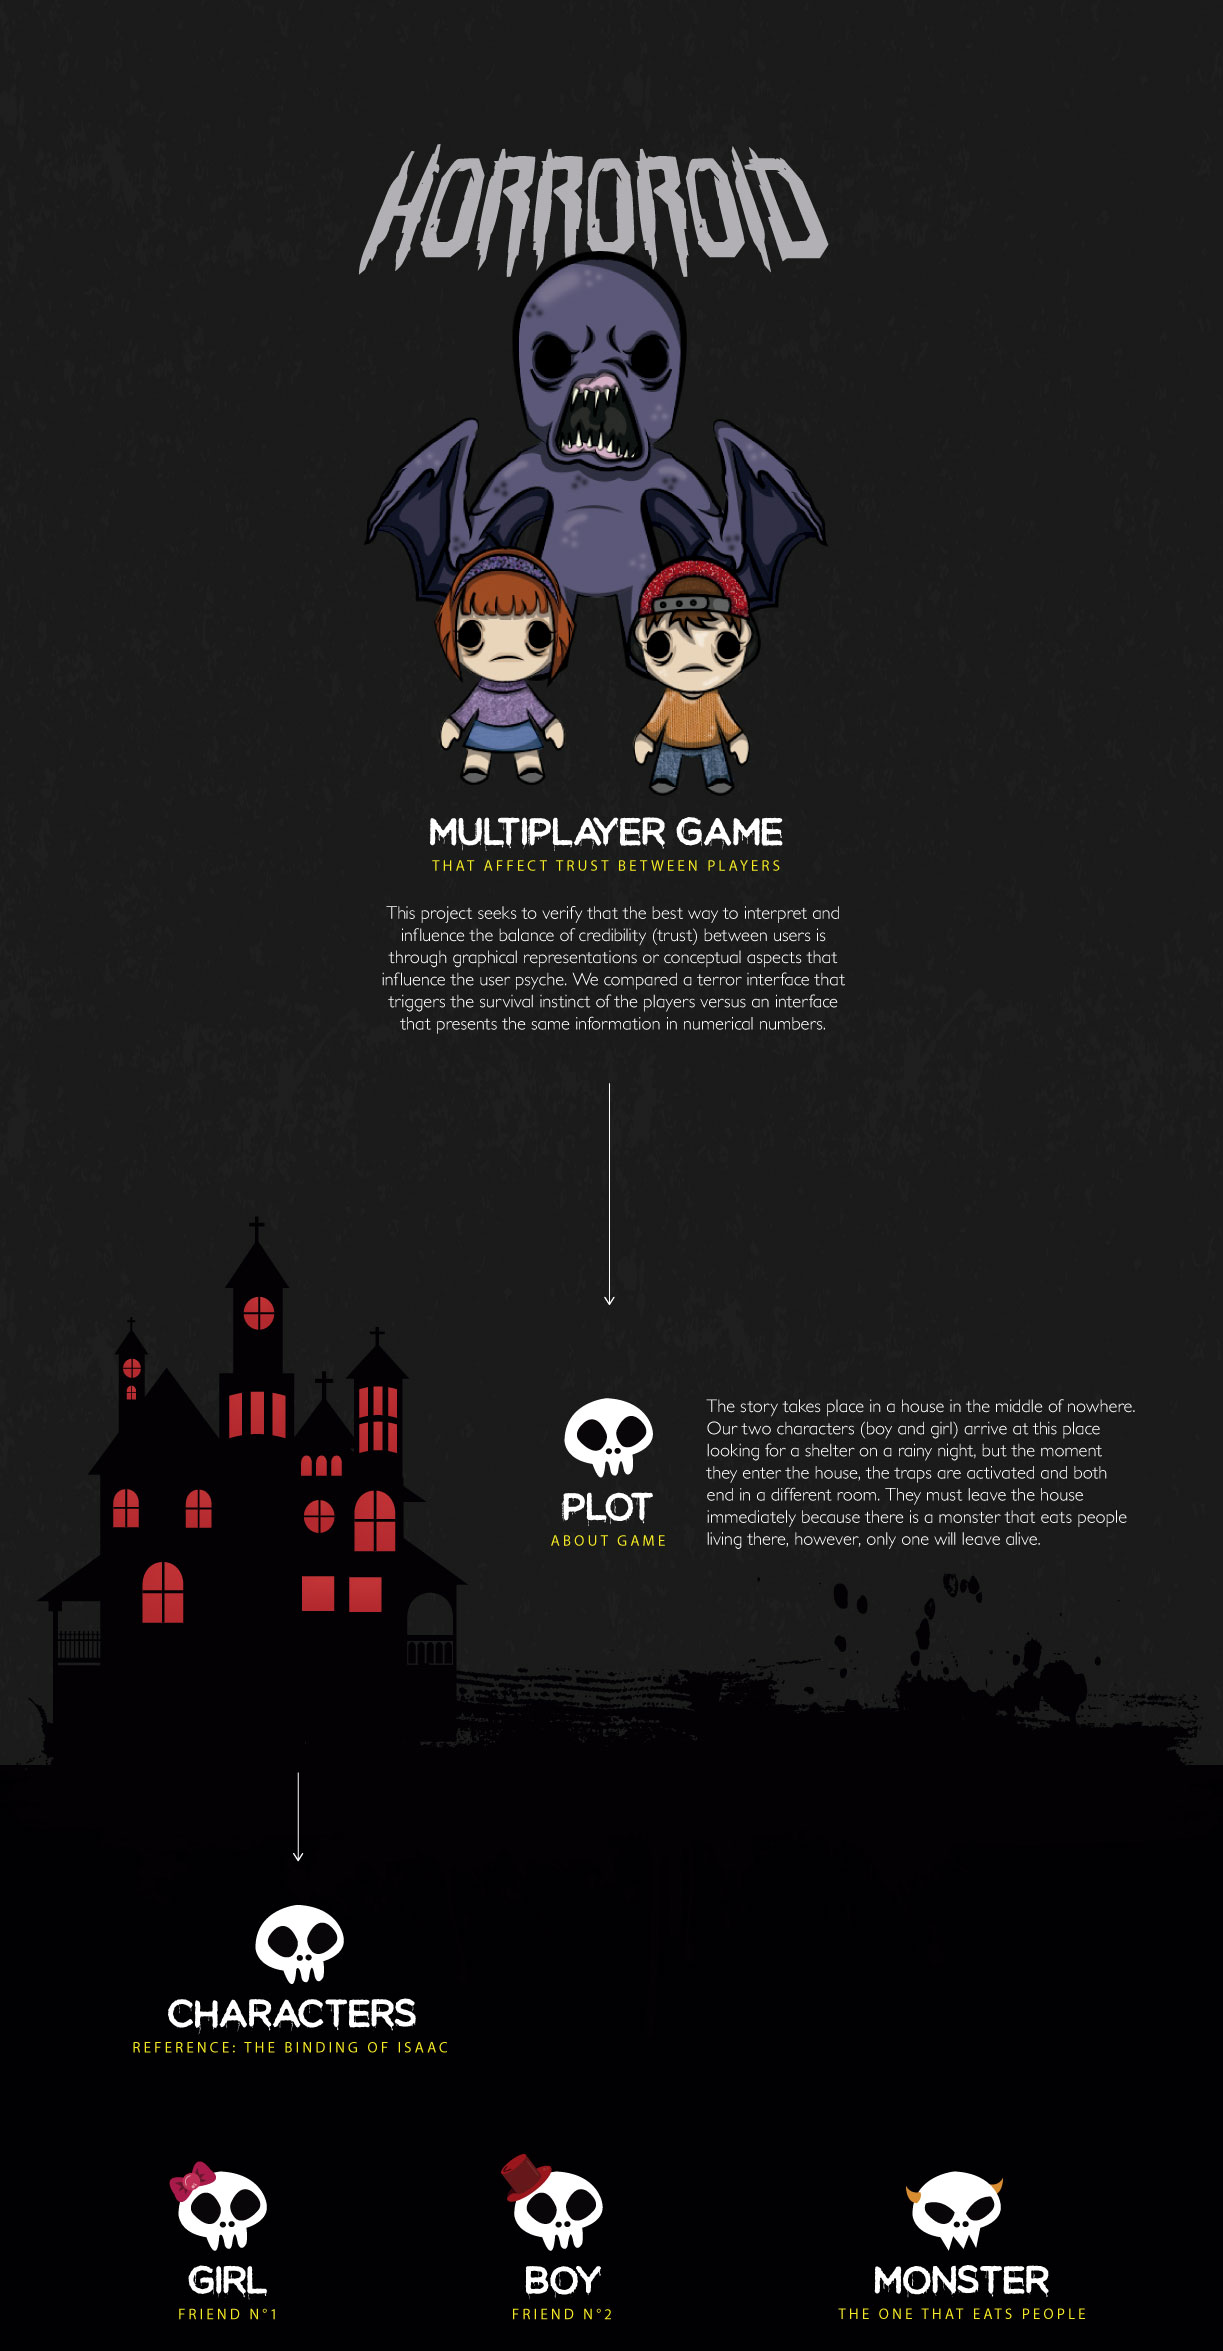 HORROROID
MULTIPLAYER GAME
THAT AFFECT TRUST BETWEEN PLAYERS
This project seeks to verify that the best way to interpret and
influence the balance of credibility (trust) between users is
through graphical representations or conceptual aspects that
influence the user psyche. We compared a terror interface that
triggers the survival instinct of the players versus an interface
that presents the same information in numerical numbers.
PLOT
ABOUT GAME
The story takes place in a house in the middle of nowhere.
Our two characters (boy and girl) arrive at this place
looking for a shelter on a rainy night, but the moment
they enter the house, the traps are activated and both
end in a different room. They must leave the house
immediately because there is a monster that eats people
living there, however, only one will leave alive.
CHARACTERS
REFERENCE: THE BINDING OF ISAAC
GIRL
FRIEND N°1
BOY
FRIEND N°2
MONSTER
THE ONE THAT EATS PEOPLE